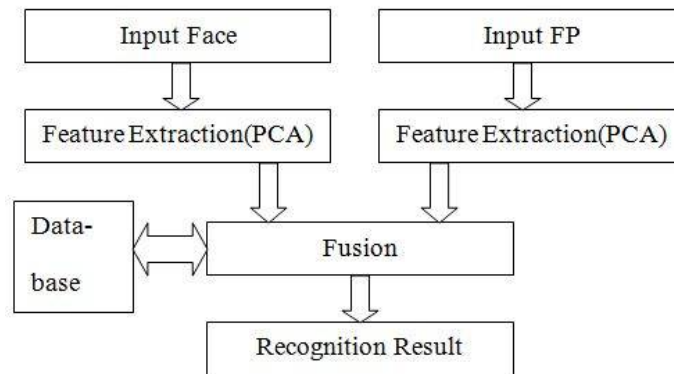 Input Face
Input FP
Feature Extraction(PCA)
Feature Extraction(PCA)
Data-
base
Fusion
Recognition Result